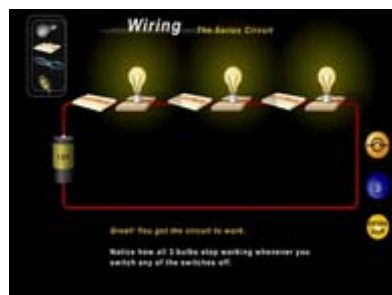 Wiring The Series Circuit
Great! You got the circuit to work.
Notice how all 3 bulbs stop working whenever you
switch any of the switches off.